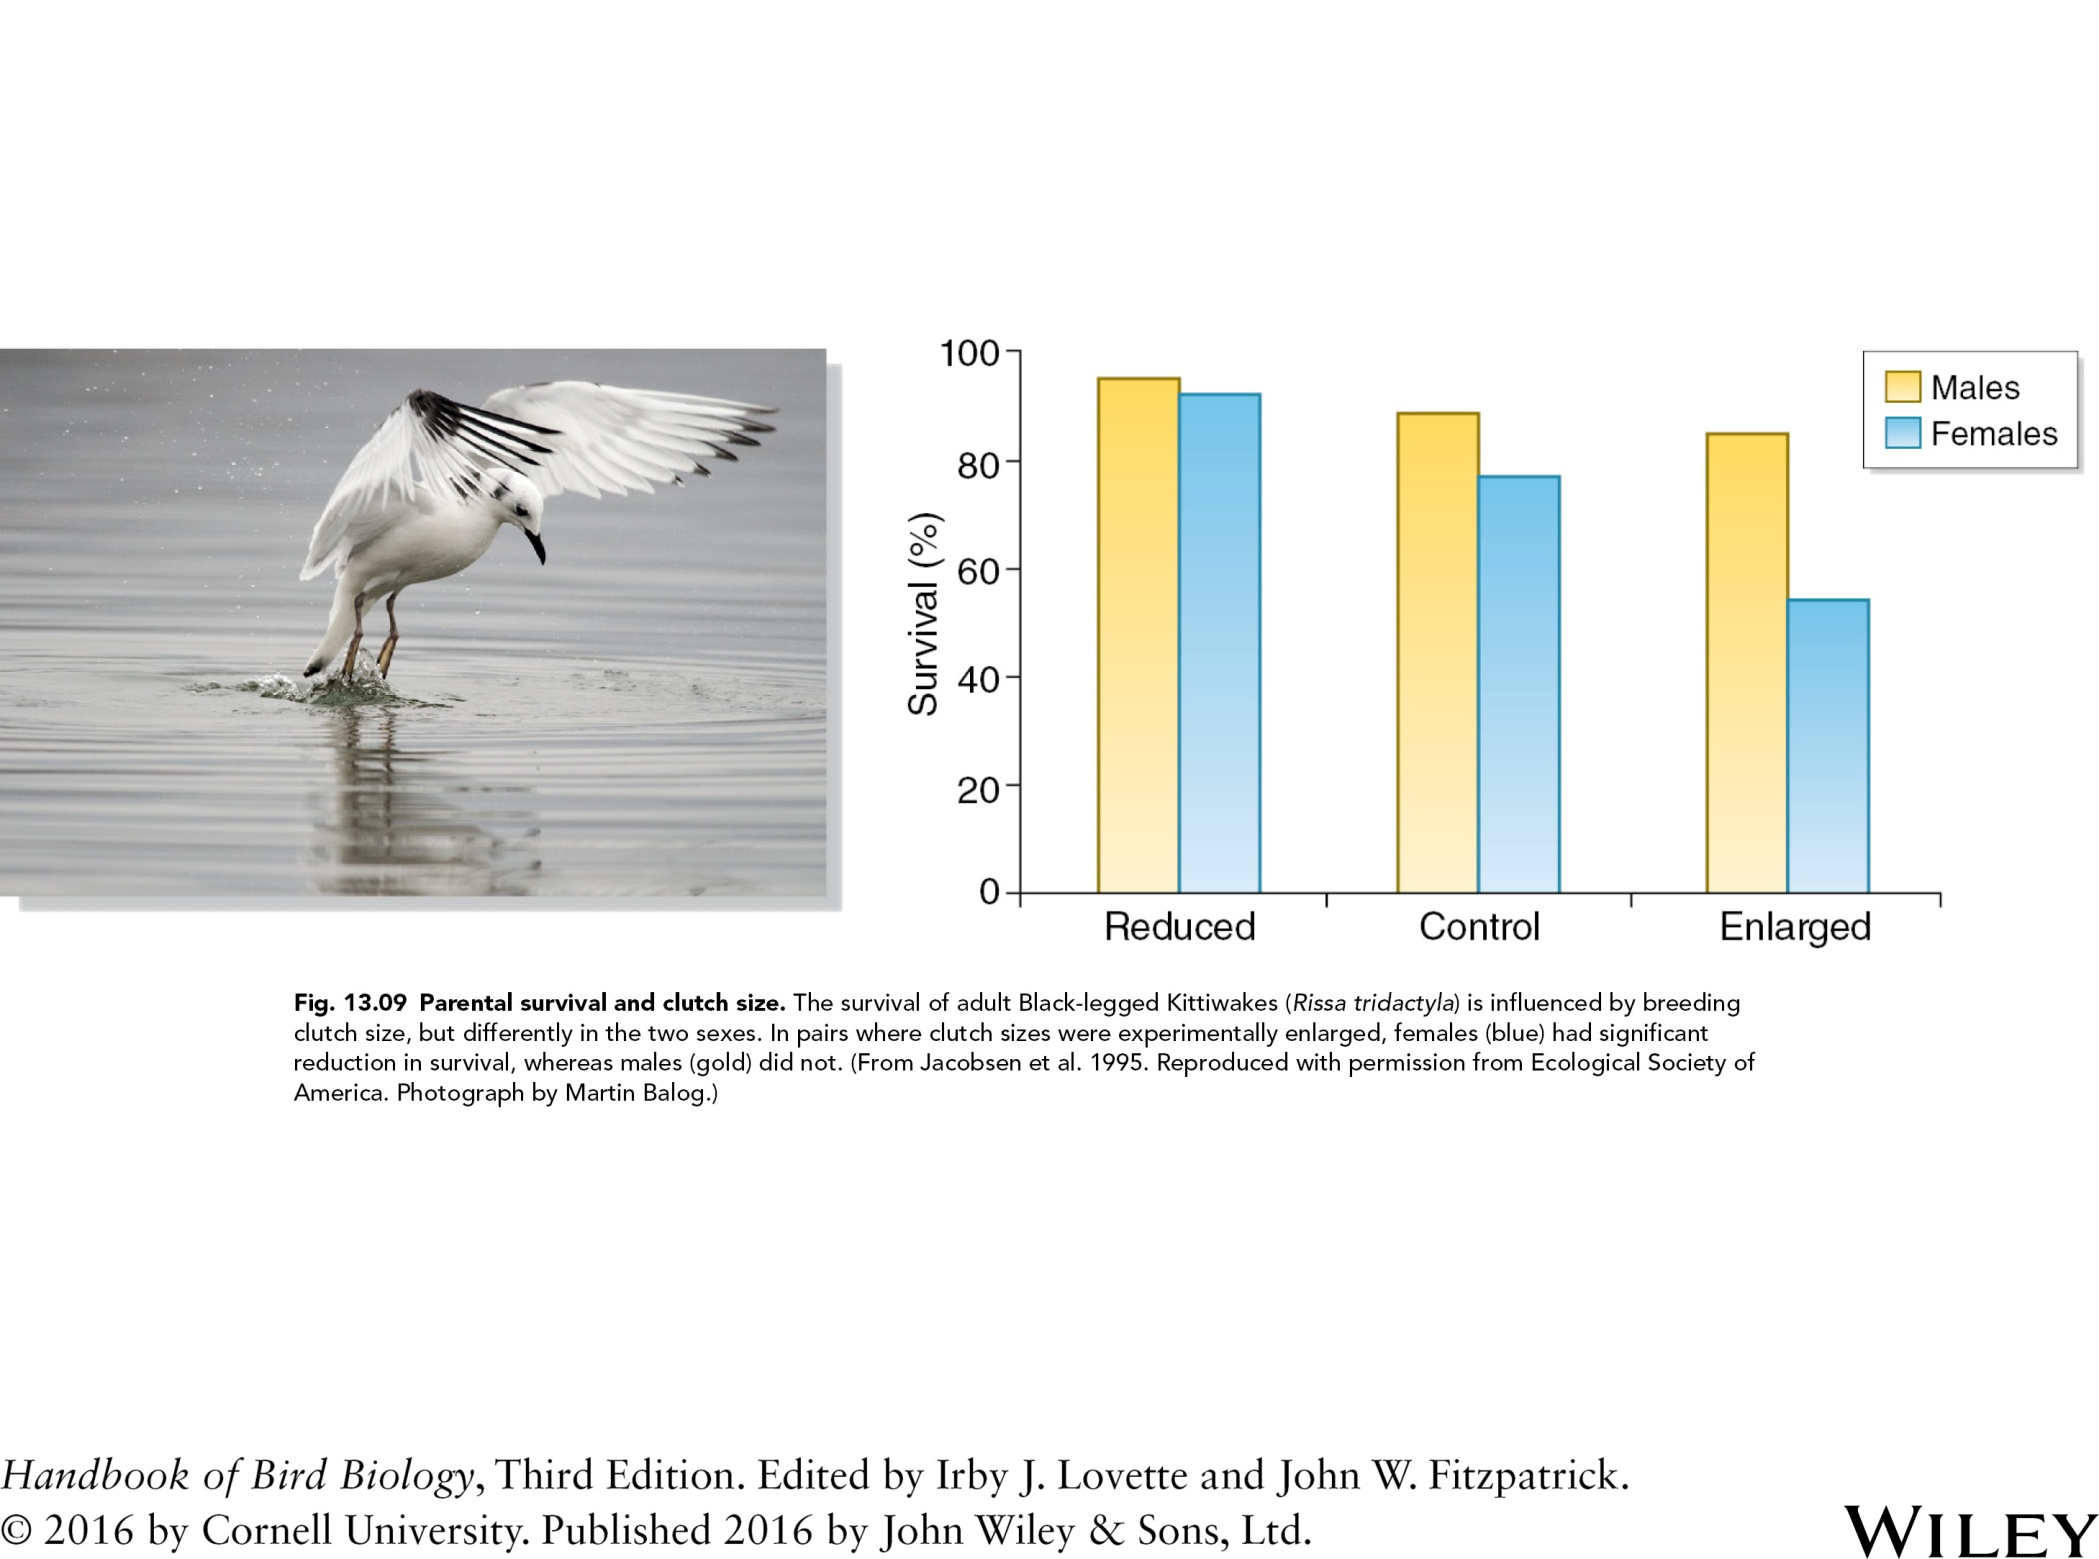 100
80
60
40
20
0
Survival (%)
Reduced
Control
Enlarged
Males
Females
Fig. 13.09 Parental survival and clutch size. The survival of adult Black-legged Kittiwakes (Rissa tridactyla) is influenced by breeding
clutch size, but differently in the two sexes. In pairs where clutch sizes were experimentally enlarged, females (blue) had significant
reduction in survival, whereas males (gold) did not. (From Jacobsen et al. 1995. Reproduced with permission from Ecological Society of
America. Photograph by Martin Balog.)
Handbook of Bird Biology, Third Edition. Edited by Irby J. Lovette and John W. Fitzpatrick.
© 2016 by Cornell University. Published 2016 by John Wiley & Sons, Ltd.
WILEY